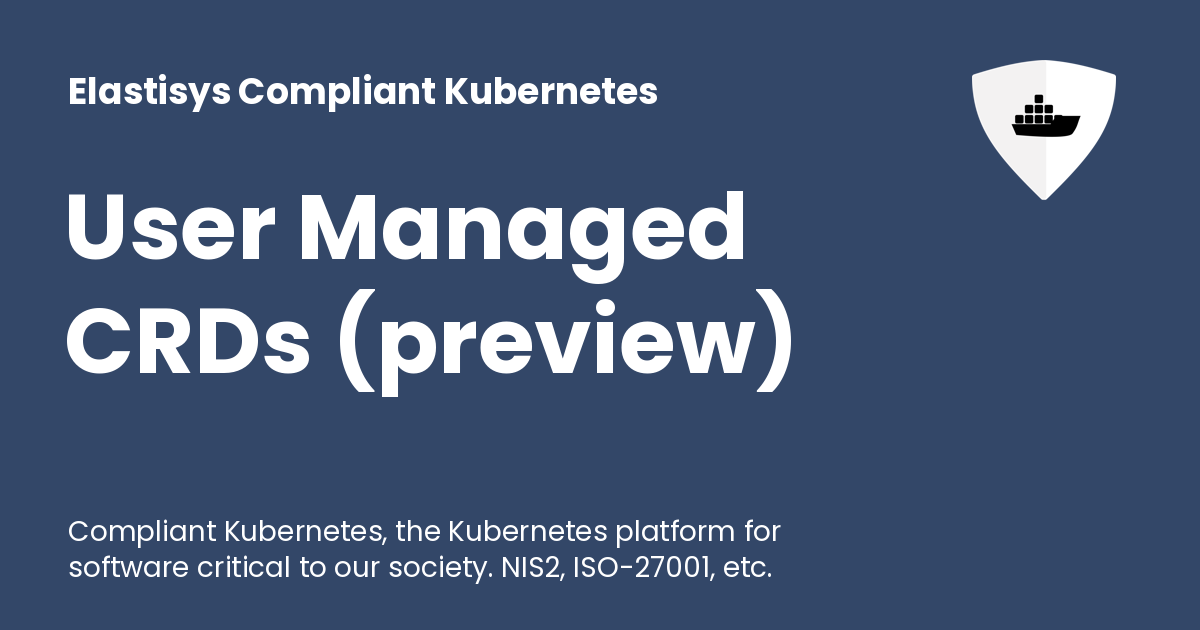 Elastisys Compliant Kubernetes
User Managed
CRDs (preview)
Compliant Kubernetes, the Kubernetes platform for
software critical to our society. NIS2, ISO-27001, etc.